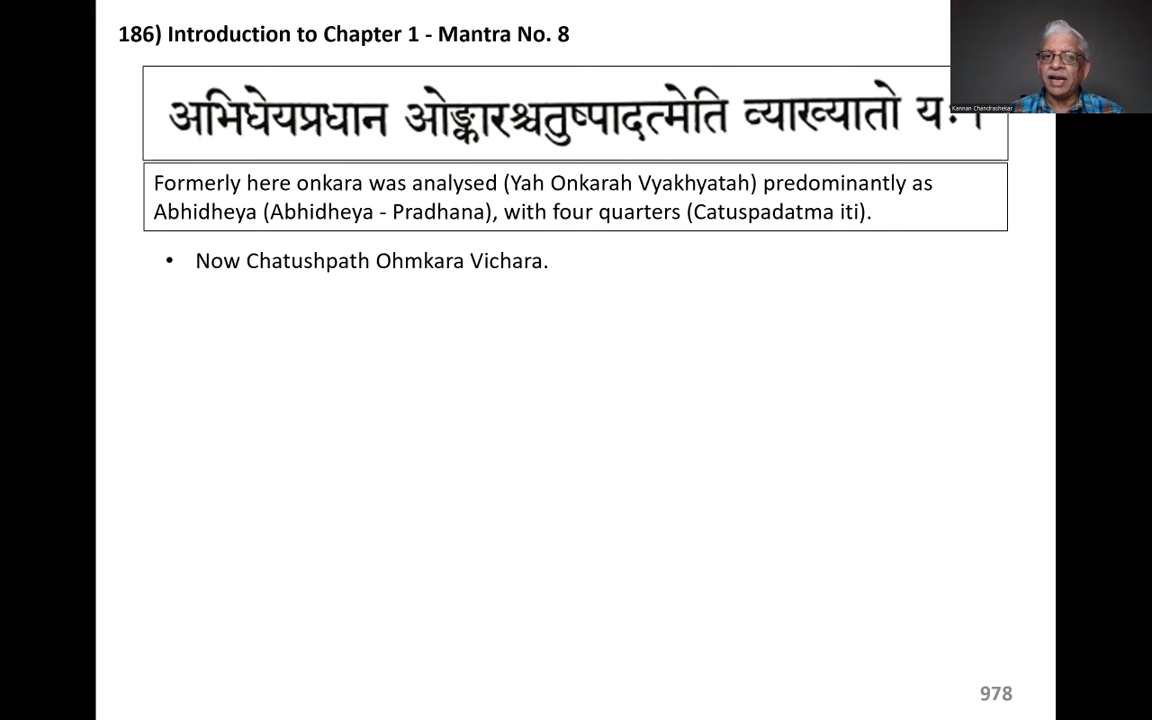 186) Introduction to Chapter 1 - Mantra No. 8
अभिधेयप्रधान ओङ्कारश्चतुष्पादत्मेति व्याख्यातो यः ।
Formerly here onkara was analysed (Yah Onkarah Vyakhyatah) predominantly as
Abhidheya (Abhidheya - Pradhana), with four quarters (Catuspadatma iti).
• Now Chatushpath Ohmkara Vichara.
Kannan Chandrashekar
978